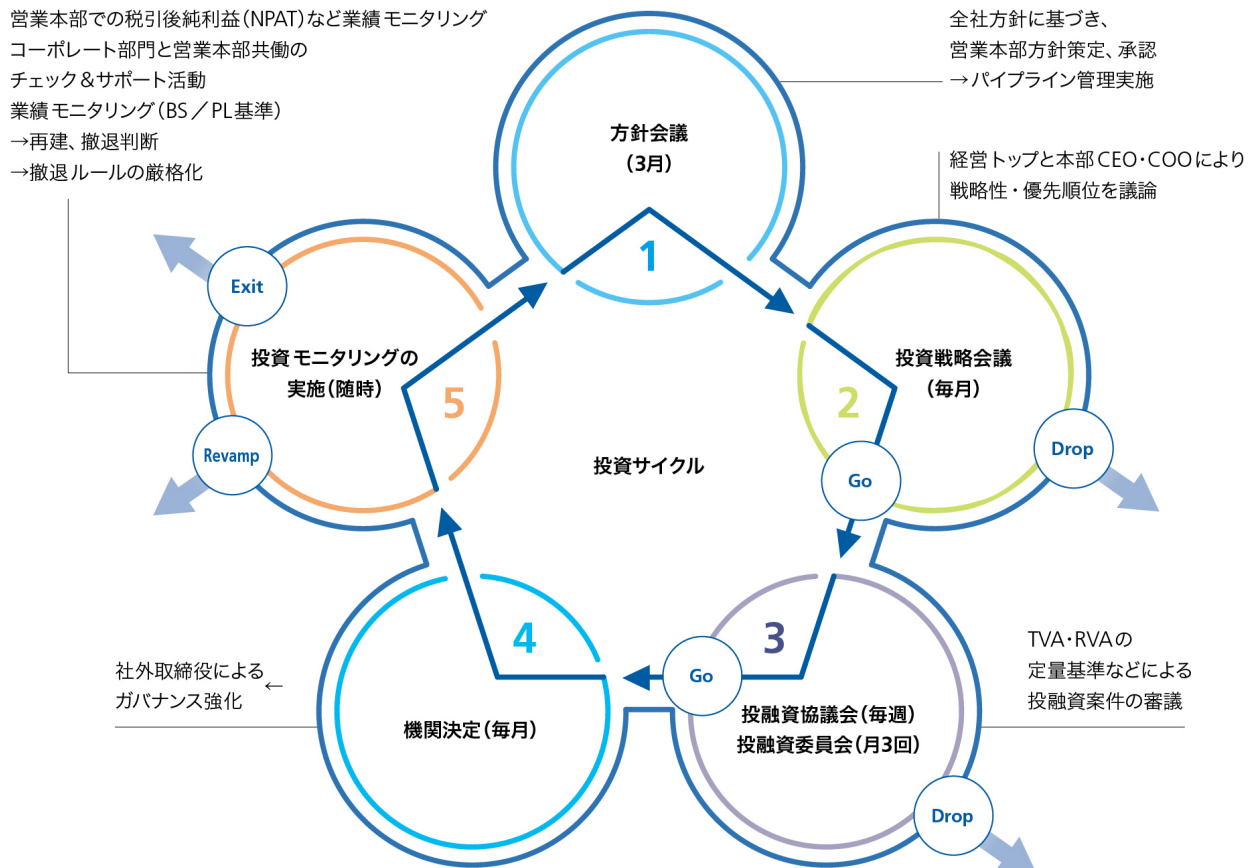 営業本部での税引後純利益(NPAT)など業績モニタリング
コーポレート部門と営業本部共働の
チェック＆サポート活動
業績モニタリング(BS／PL基準)
→再建、撤退判断
→撤退ルールの厳格化
全社方針に基づき、
営業本部方針策定、承認
→パイプライン管理実施
方針会議
(3月)
1
経営トップと本部CEO・COOにより
戦略性・優先順位を議論
投資戦略会議
(毎月)
2
Go
Drop
TVA・RVAの
定量基準などによる
投融資案件の審議
3
Go
投融資協議会(毎週)
投融資委員会(月3回)
Drop
4
機関決定(毎月)
社外取締役による
ガバナンス強化
←
Exit
投資モニタリングの
実施(随時)
5
Revamp
投資サイクル